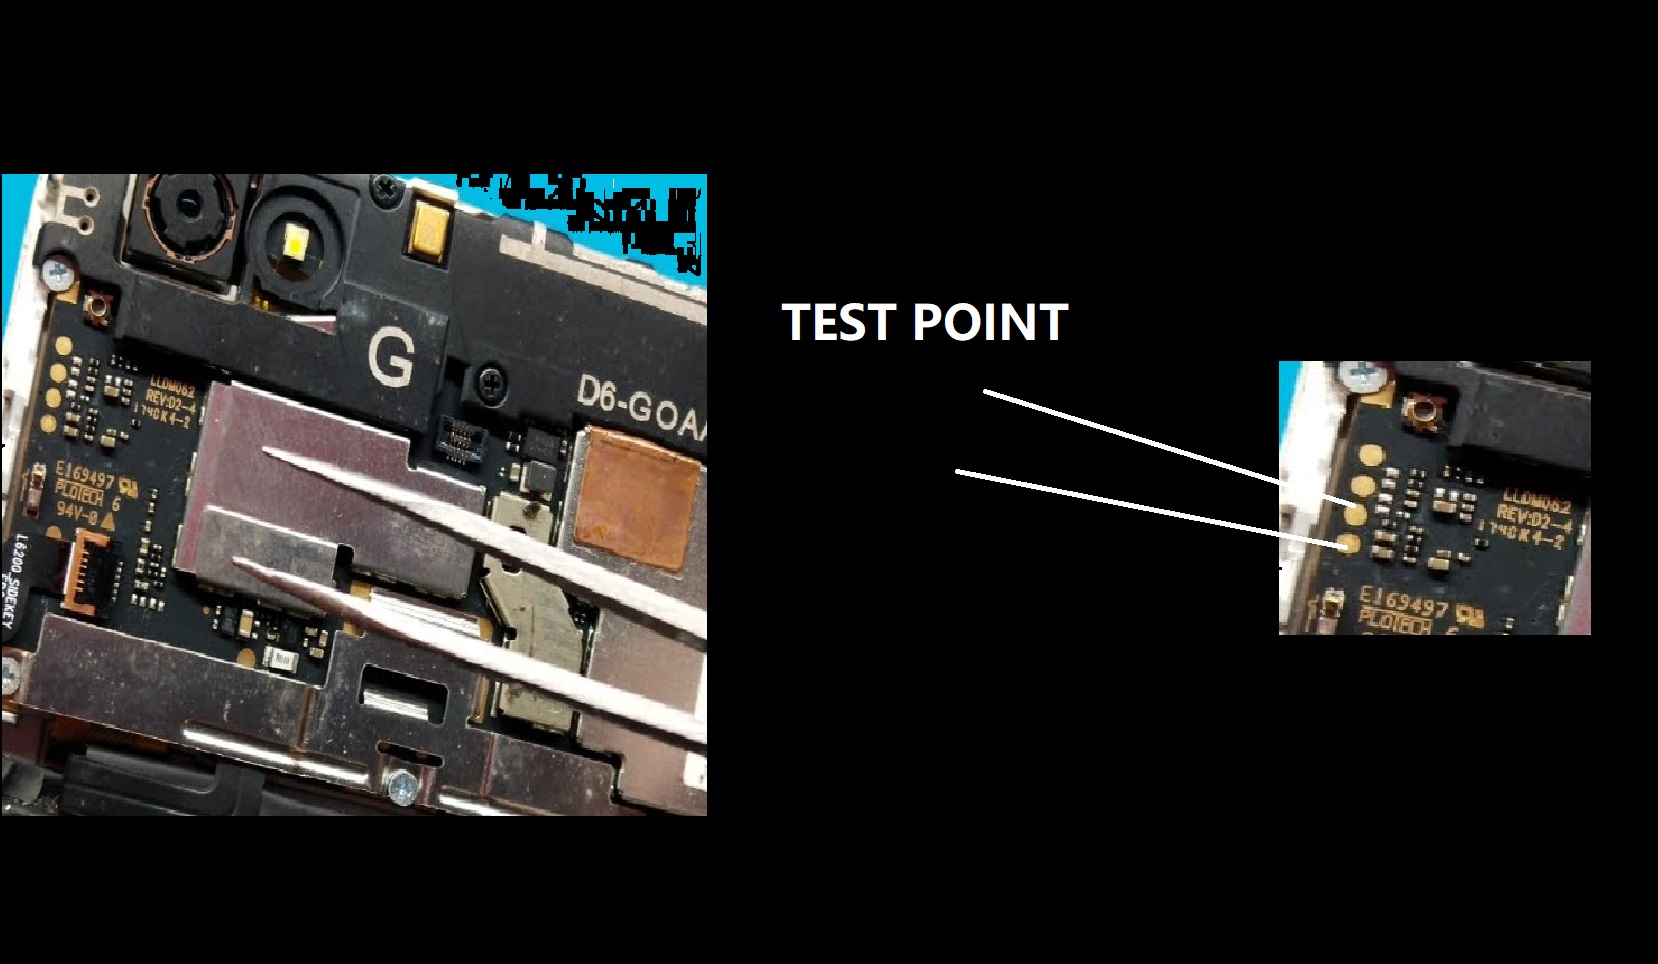 G
D6-GOA
LLDM062
REV:D2-4
1740K4-2
E169497
PLOTECH 6
94V-0
L6200_SIDEKEY
TEST POINT
LLDM062
REV:D2-4
1740K4-2
E169497
PLOTECH 6